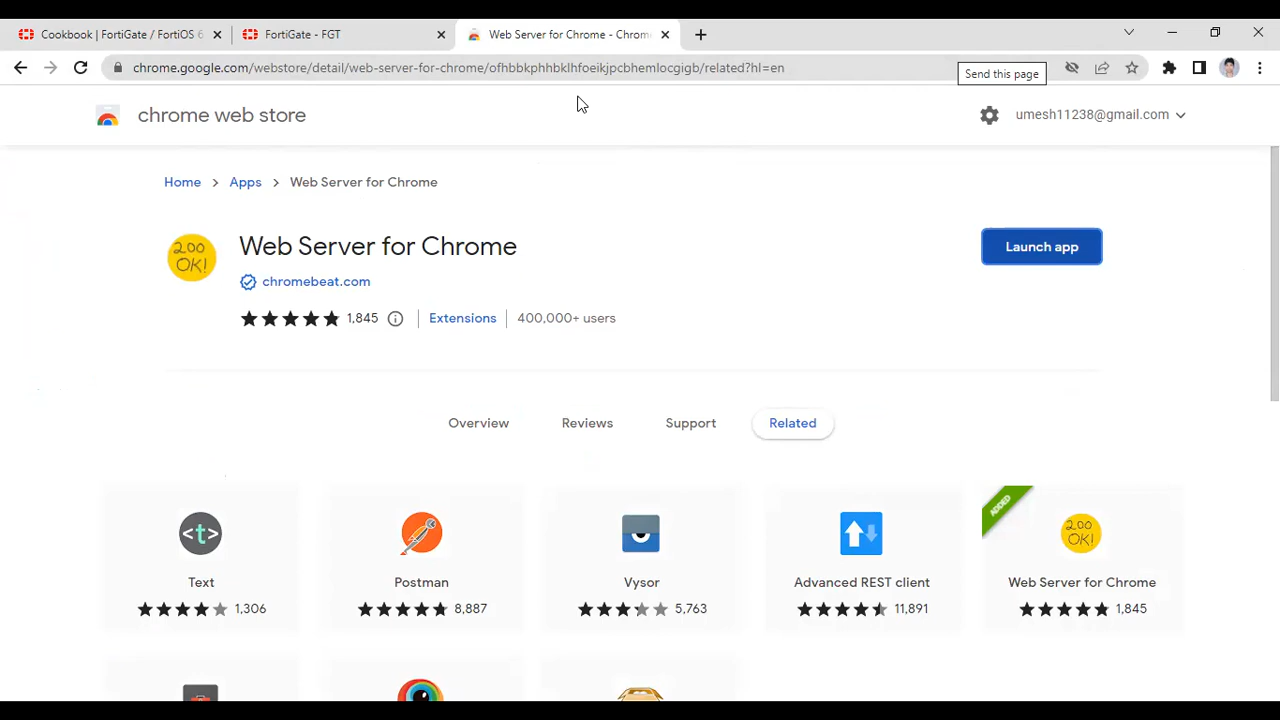 Cookbook | FortiGate / FortiOS 6
FortiGate - FGT
Web Server for Chrome - Chrom
chrome.google.com/webstore/detail/web-server-for-chrome/ofhbbkphhbklhfoeikjpcbhemlocgigb/related?hl=en
Send this page
chrome web store
umesh11238@gmail.com
Home > Apps > Web Server for Chrome
200 OK!
Web Server for Chrome
Launch app
chromebeat.com
1,845
Extensions
400,000+ users
Overview
Reviews
Support
Related
<t>
ADDED
200 OK!
Text
Postman
Vysor
Advanced REST client
Web Server for Chrome
1,306
8,887
5,763
11,891
1,845